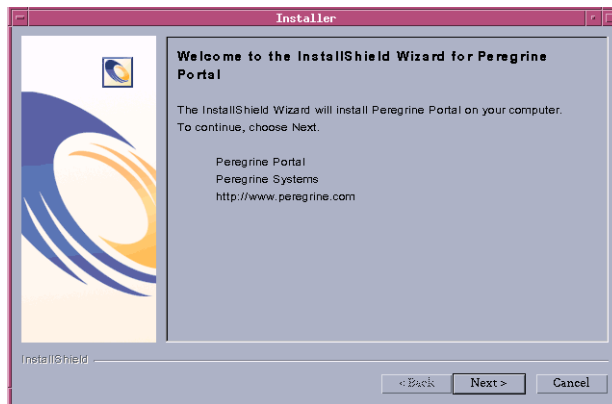 Installer
Welcome to the InstallShield Wizard for Peregrine
Portal
The InstallShield Wizard will install Peregrine Portal on your computer.
To continue, choose Next.
Peregrine Portal
Peregrine Systems
http://www.peregrine.com
InstallShield
< Back
Next >
Cancel